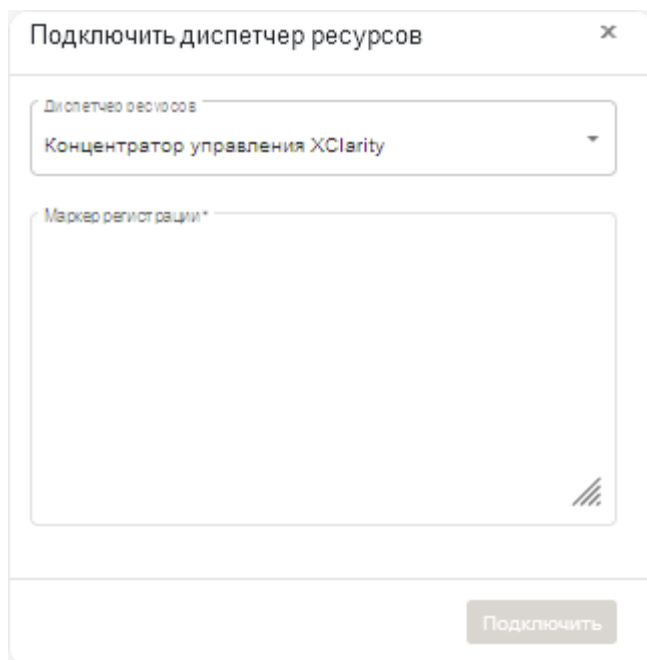 Подключить диспетчер ресурсов
Диспетчер ресурсов
Концентратор управления XClarity
Маркер регистрации*
Подключить